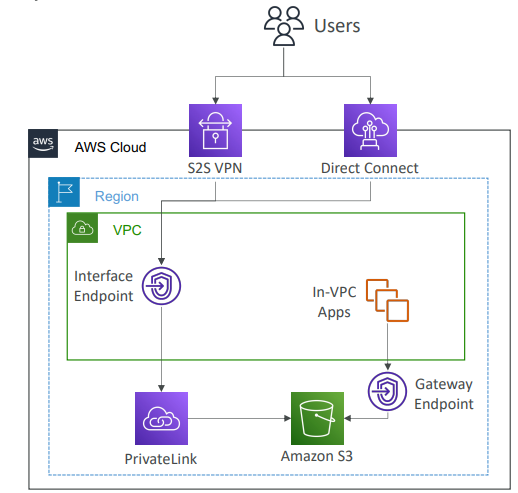 Users
aws
AWS Cloud
S2S VPN
Direct Connect
Region
VPC
Interface
Endpoint
In-VPC
Apps
Gateway
Endpoint
PrivateLink
Amazon S3